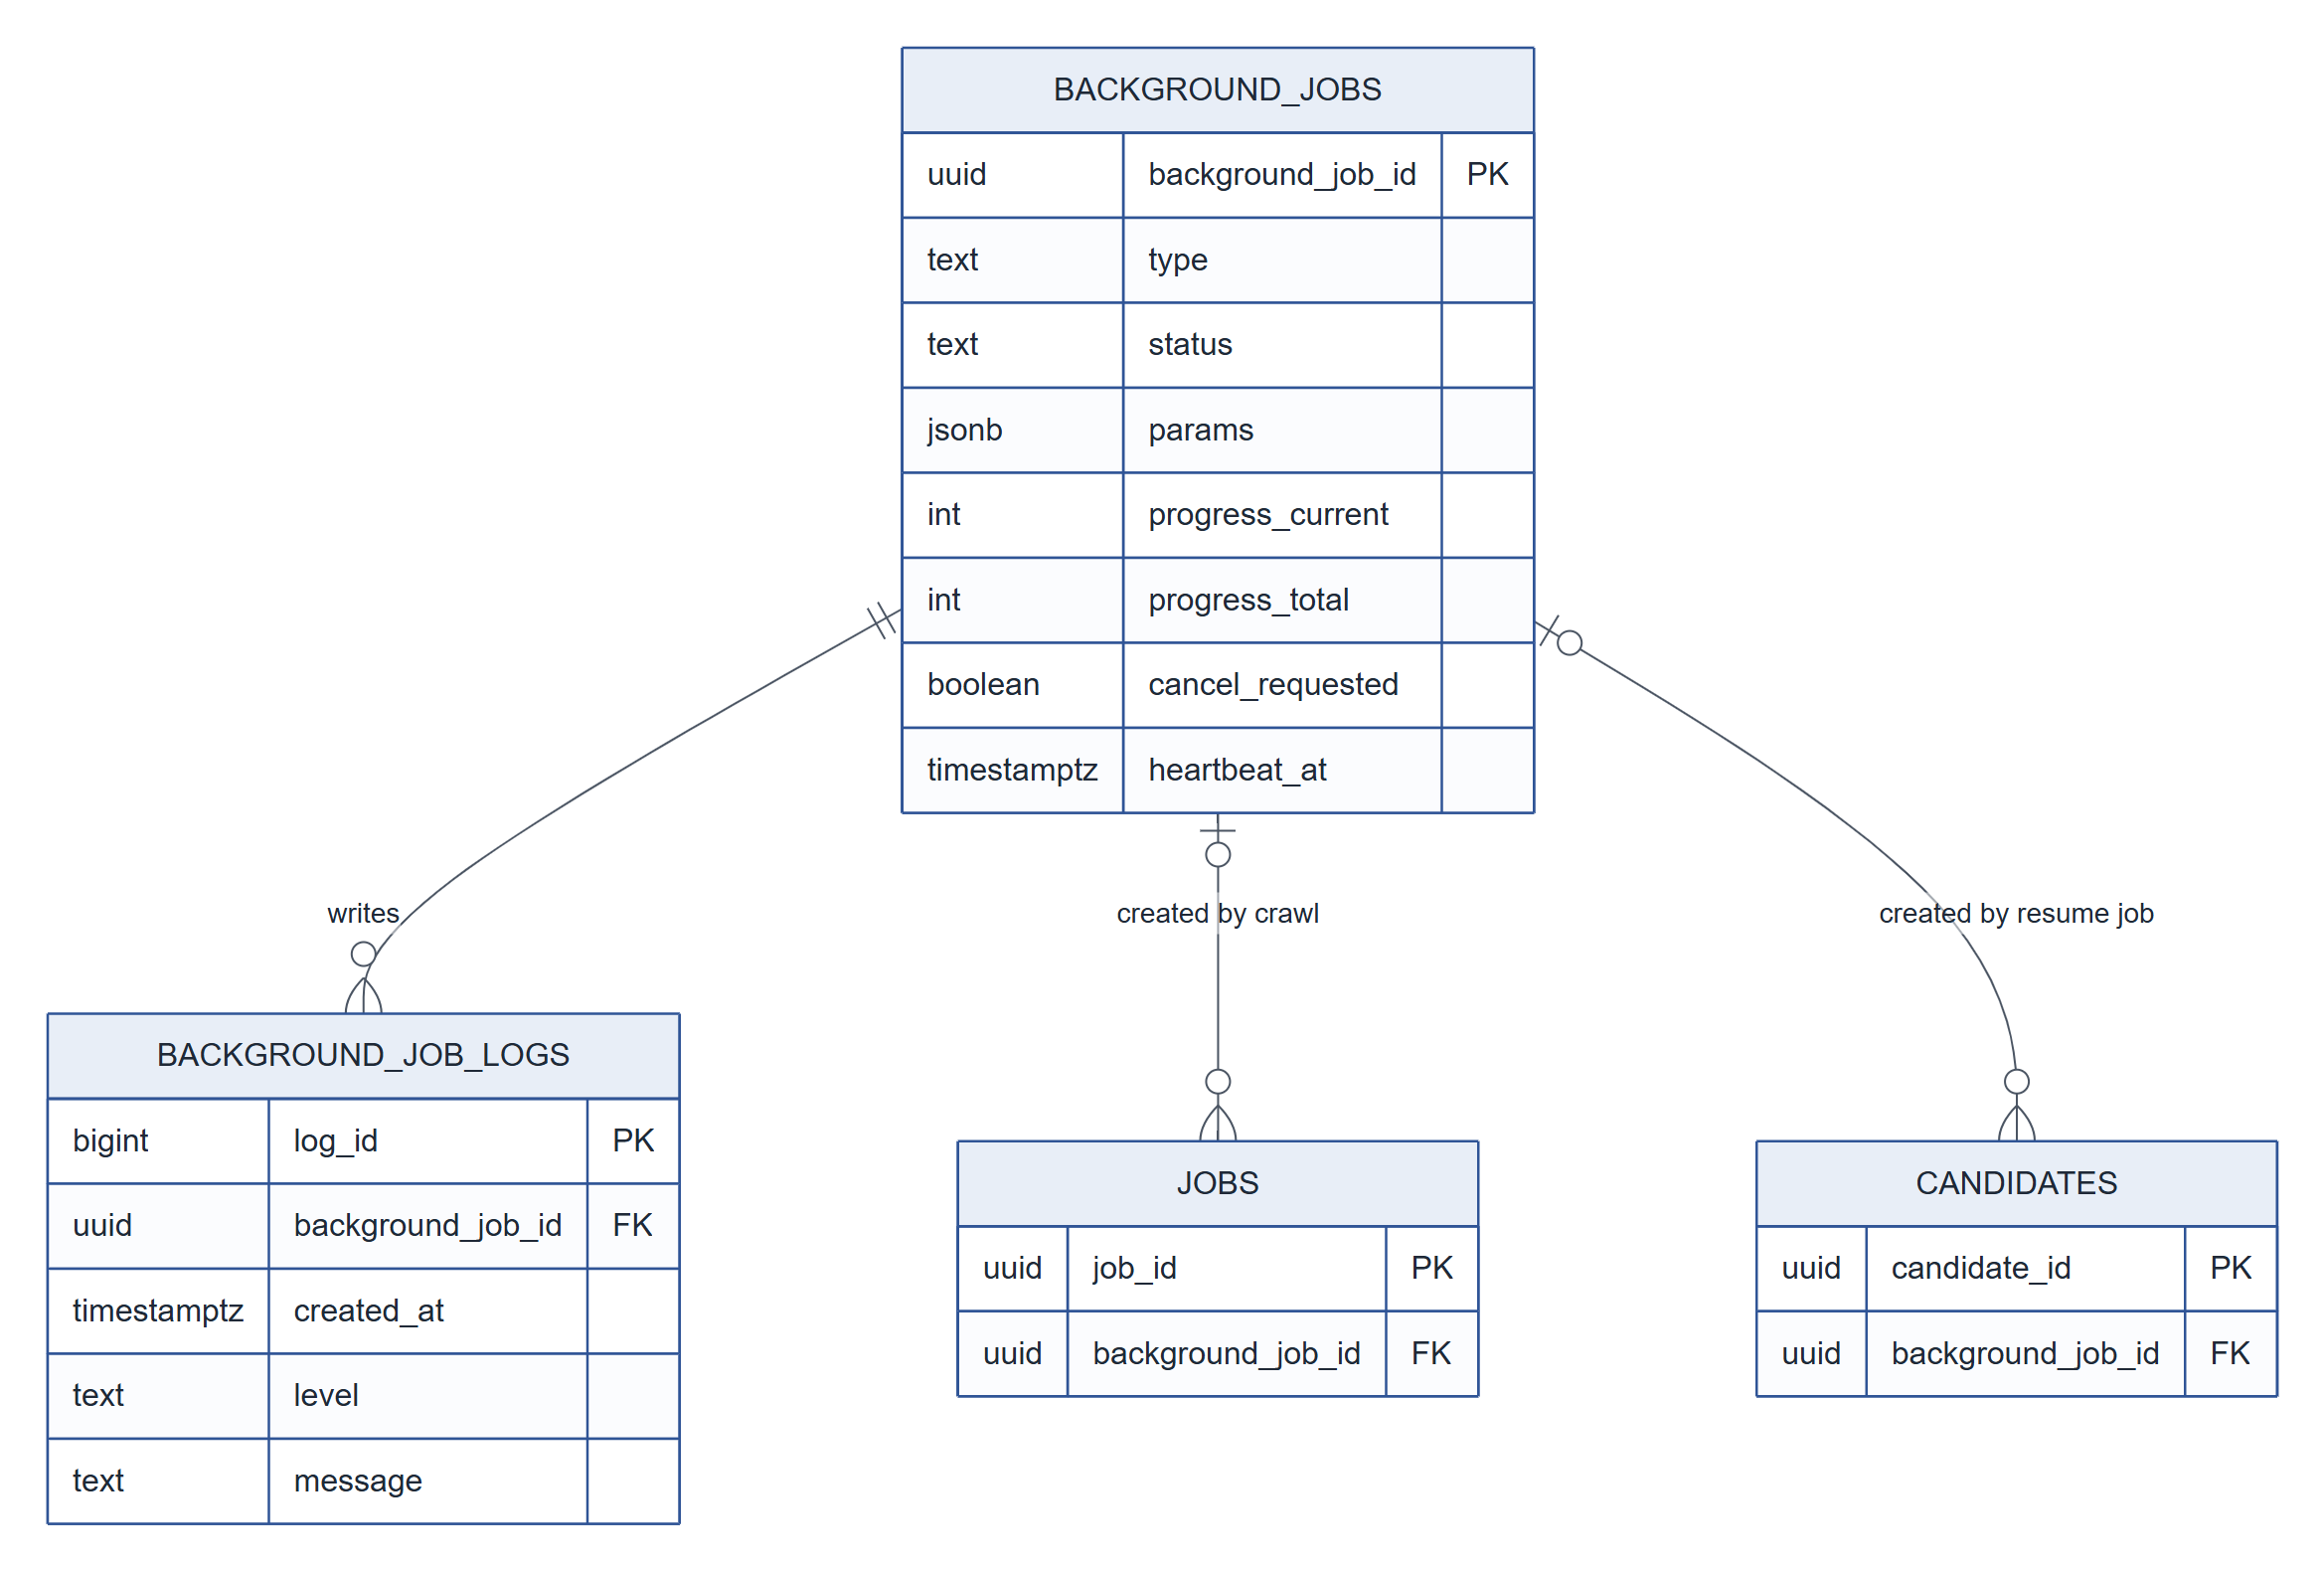 BACKGROUND_JOBS
uuid background_job_id PK
text type
text status
jsonb params
int progress_current
int progress_total
boolean cancel_requested
timestamptz heartbeat_at
writes
created by crawl
created by resume job
BACKGROUND_JOB_LOGS
bigint log_id PK
uuid background_job_id FK
timestamptz created_at
text level
text message
JOBS
uuid job_id PK
uuid background_job_id FK
CANDIDATES
uuid candidate_id PK
uuid background_job_id FK